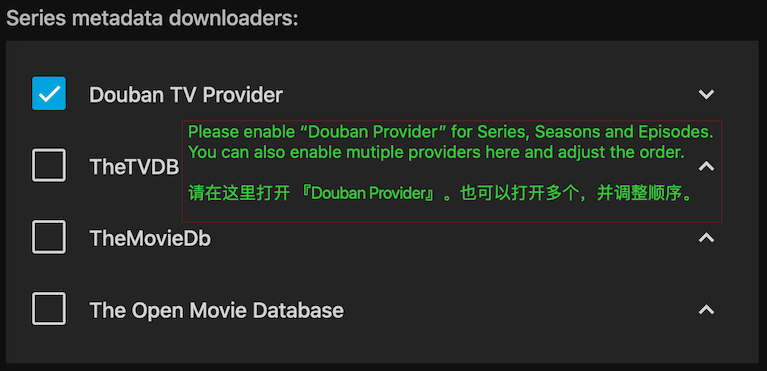 Series metadata downloaders:
Douban TV Provider
Please enable “Douban Provider” for Series, Seasons and Episodes.
You can also enable mutiple providers here and adjust the order.
TheTVDB
请在这里打开 『Douban Provider』。也可以打开多个，并调整顺序。
TheMovieDb
The Open Movie Database